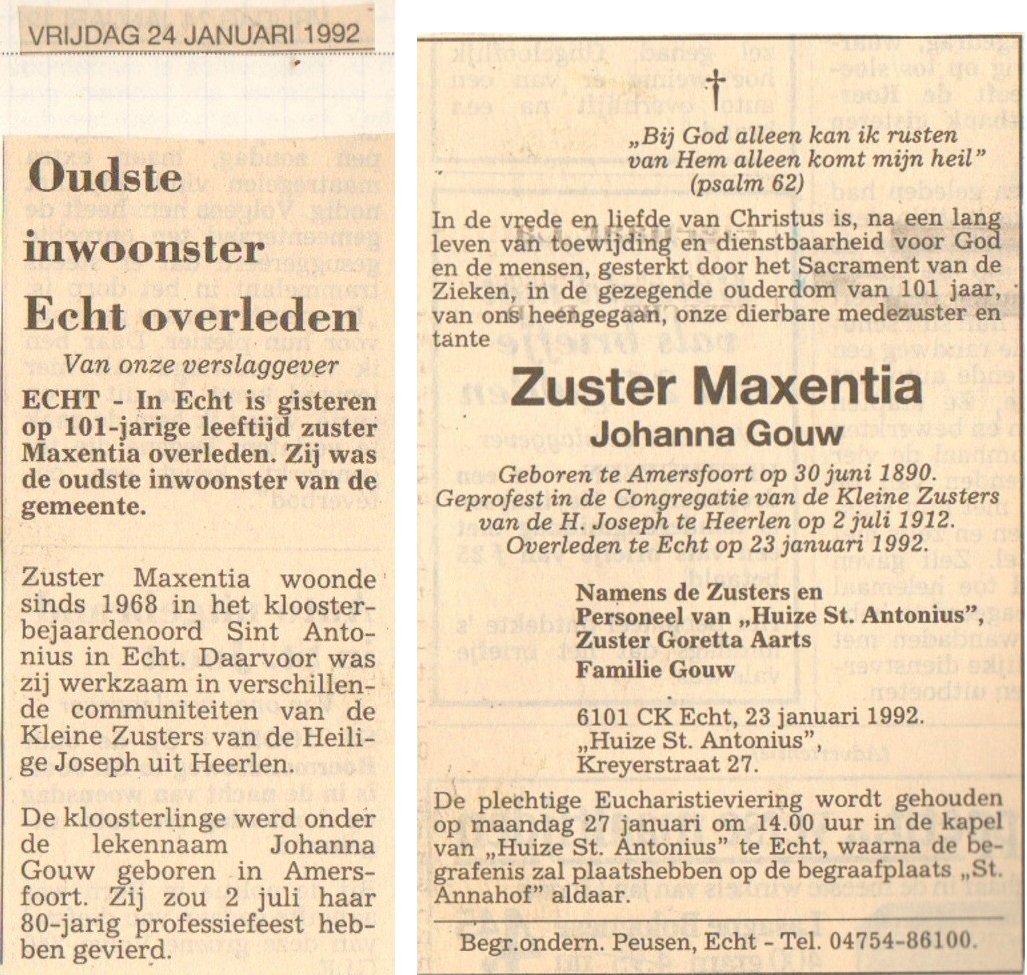 VRIJDAG 24 JANUARI 1992
Oudste
inwoonster
Echt overleden
Van onze verslaggever
ECHT - In Echt is gisteren
op 101-jarige leeftijd zuster
Maxentia overleden. Zij was
de oudste inwoonster van de
gemeente.
Zuster Maxentia woonde
sinds 1968 in het klooster-
bejaardenoord Sint Anto-
nius in Echt. Daarvoor was
zij werkzaam in verschillen-
de communiteiten van de
Kleine Zusters van de Heili-
ge Joseph uit Heerlen.
De kloosterlinge werd onder
de lekennaam Johanna
Gouw geboren in Amers-
foort. Zij zou 2 juli haar
80-jarig professiefeest heb-
ben gevierd.
†
„Bij God alleen kan ik rusten
van Hem alleen komt mijn heil”
(psalm 62)
In de vrede en liefde van Christus is, na een lang
leven van toewijding en dienstbaarheid voor God
en de mensen, gesterkt door het Sacrament van de
Zieken, in de gezegende ouderdom van 101 jaar,
van ons heengegaan, onze dierbare medezuster en
tante
Zuster Maxentia
Johanna Gouw
Geboren te Amersfoort op 30 juni 1890.
Geprofest in de Congregatie van de Kleine Zusters
van de H. Joseph te Heerlen op 2 juli 1912.
Overleden te Echt op 23 januari 1992.
Namens de Zusters en
Personeel van „Huize St. Antonius”.
Zuster Goretta Aarts
Familie Gouw
6101 CK Echt, 23 januari 1992.
„Huize St. Antonius”,
Kreyerstraat 27.
De plechtige Eucharistieviering wordt gehouden
op maandag 27 januari om 14.00 uur in de kapel
van „Huize St. Antonius” te Echt, waarna de be-
grafenis zal plaatshebben op de begraafplaats „St.
Annahof” aldaar.
Begr.ondern. Peusen, Echt - Tel. 04754-86100.